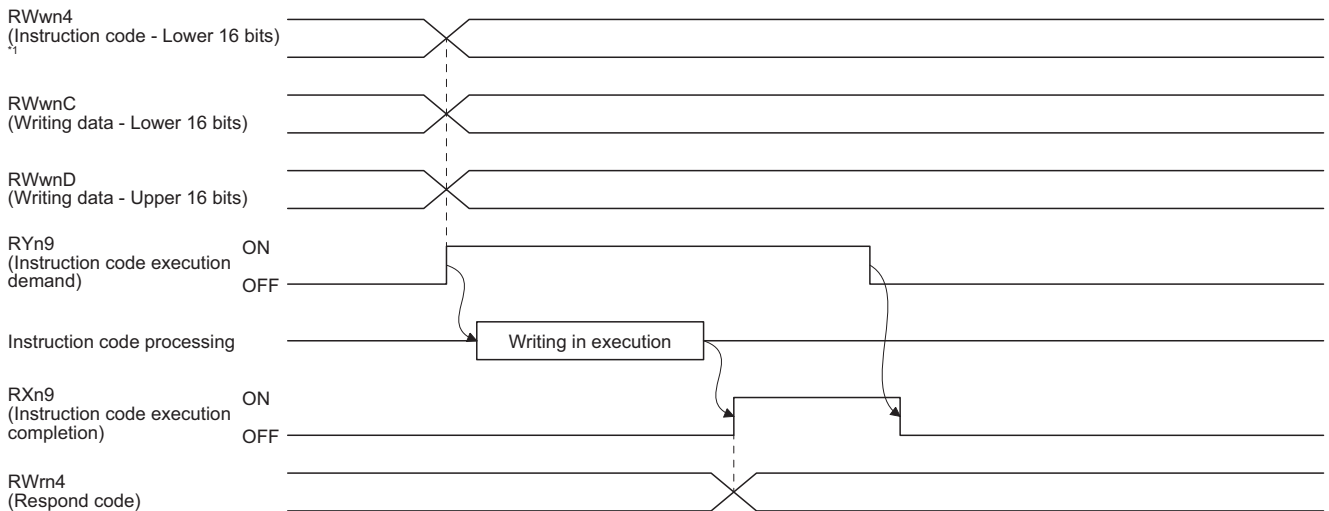 RWwn4
(Instruction code - Lower 16 bits)
*1
RWwnC
(Writing data - Lower 16 bits)
RWwnD
(Writing data - Upper 16 bits)
RYn9
(Instruction code execution
demand)
ON
OFF
Instruction code processing
Writing in execution
RXn9
(Instruction code execution
completion)
ON
OFF
RWrn4
(Respond code)